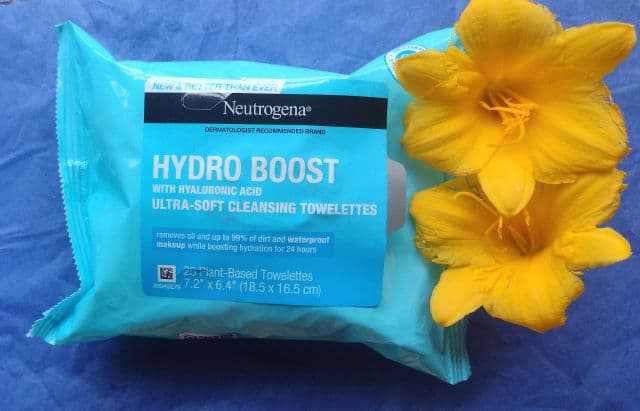 NEW & BETTER THAN EVER
Neutrogena®
DERMATOLOGIST RECOMMENDED BRAND
HYDRO BOOST
WITH HYALURONIC ACID
ULTRA-SOFT CLEANSING TOWELETTES
removes oil and up to 99% of dirt and waterproof
makeup while boosting hydration for 24 hours
25 Plant-Based Towelettes
7.2" x 6.4" (18.5 x 16.5 cm)